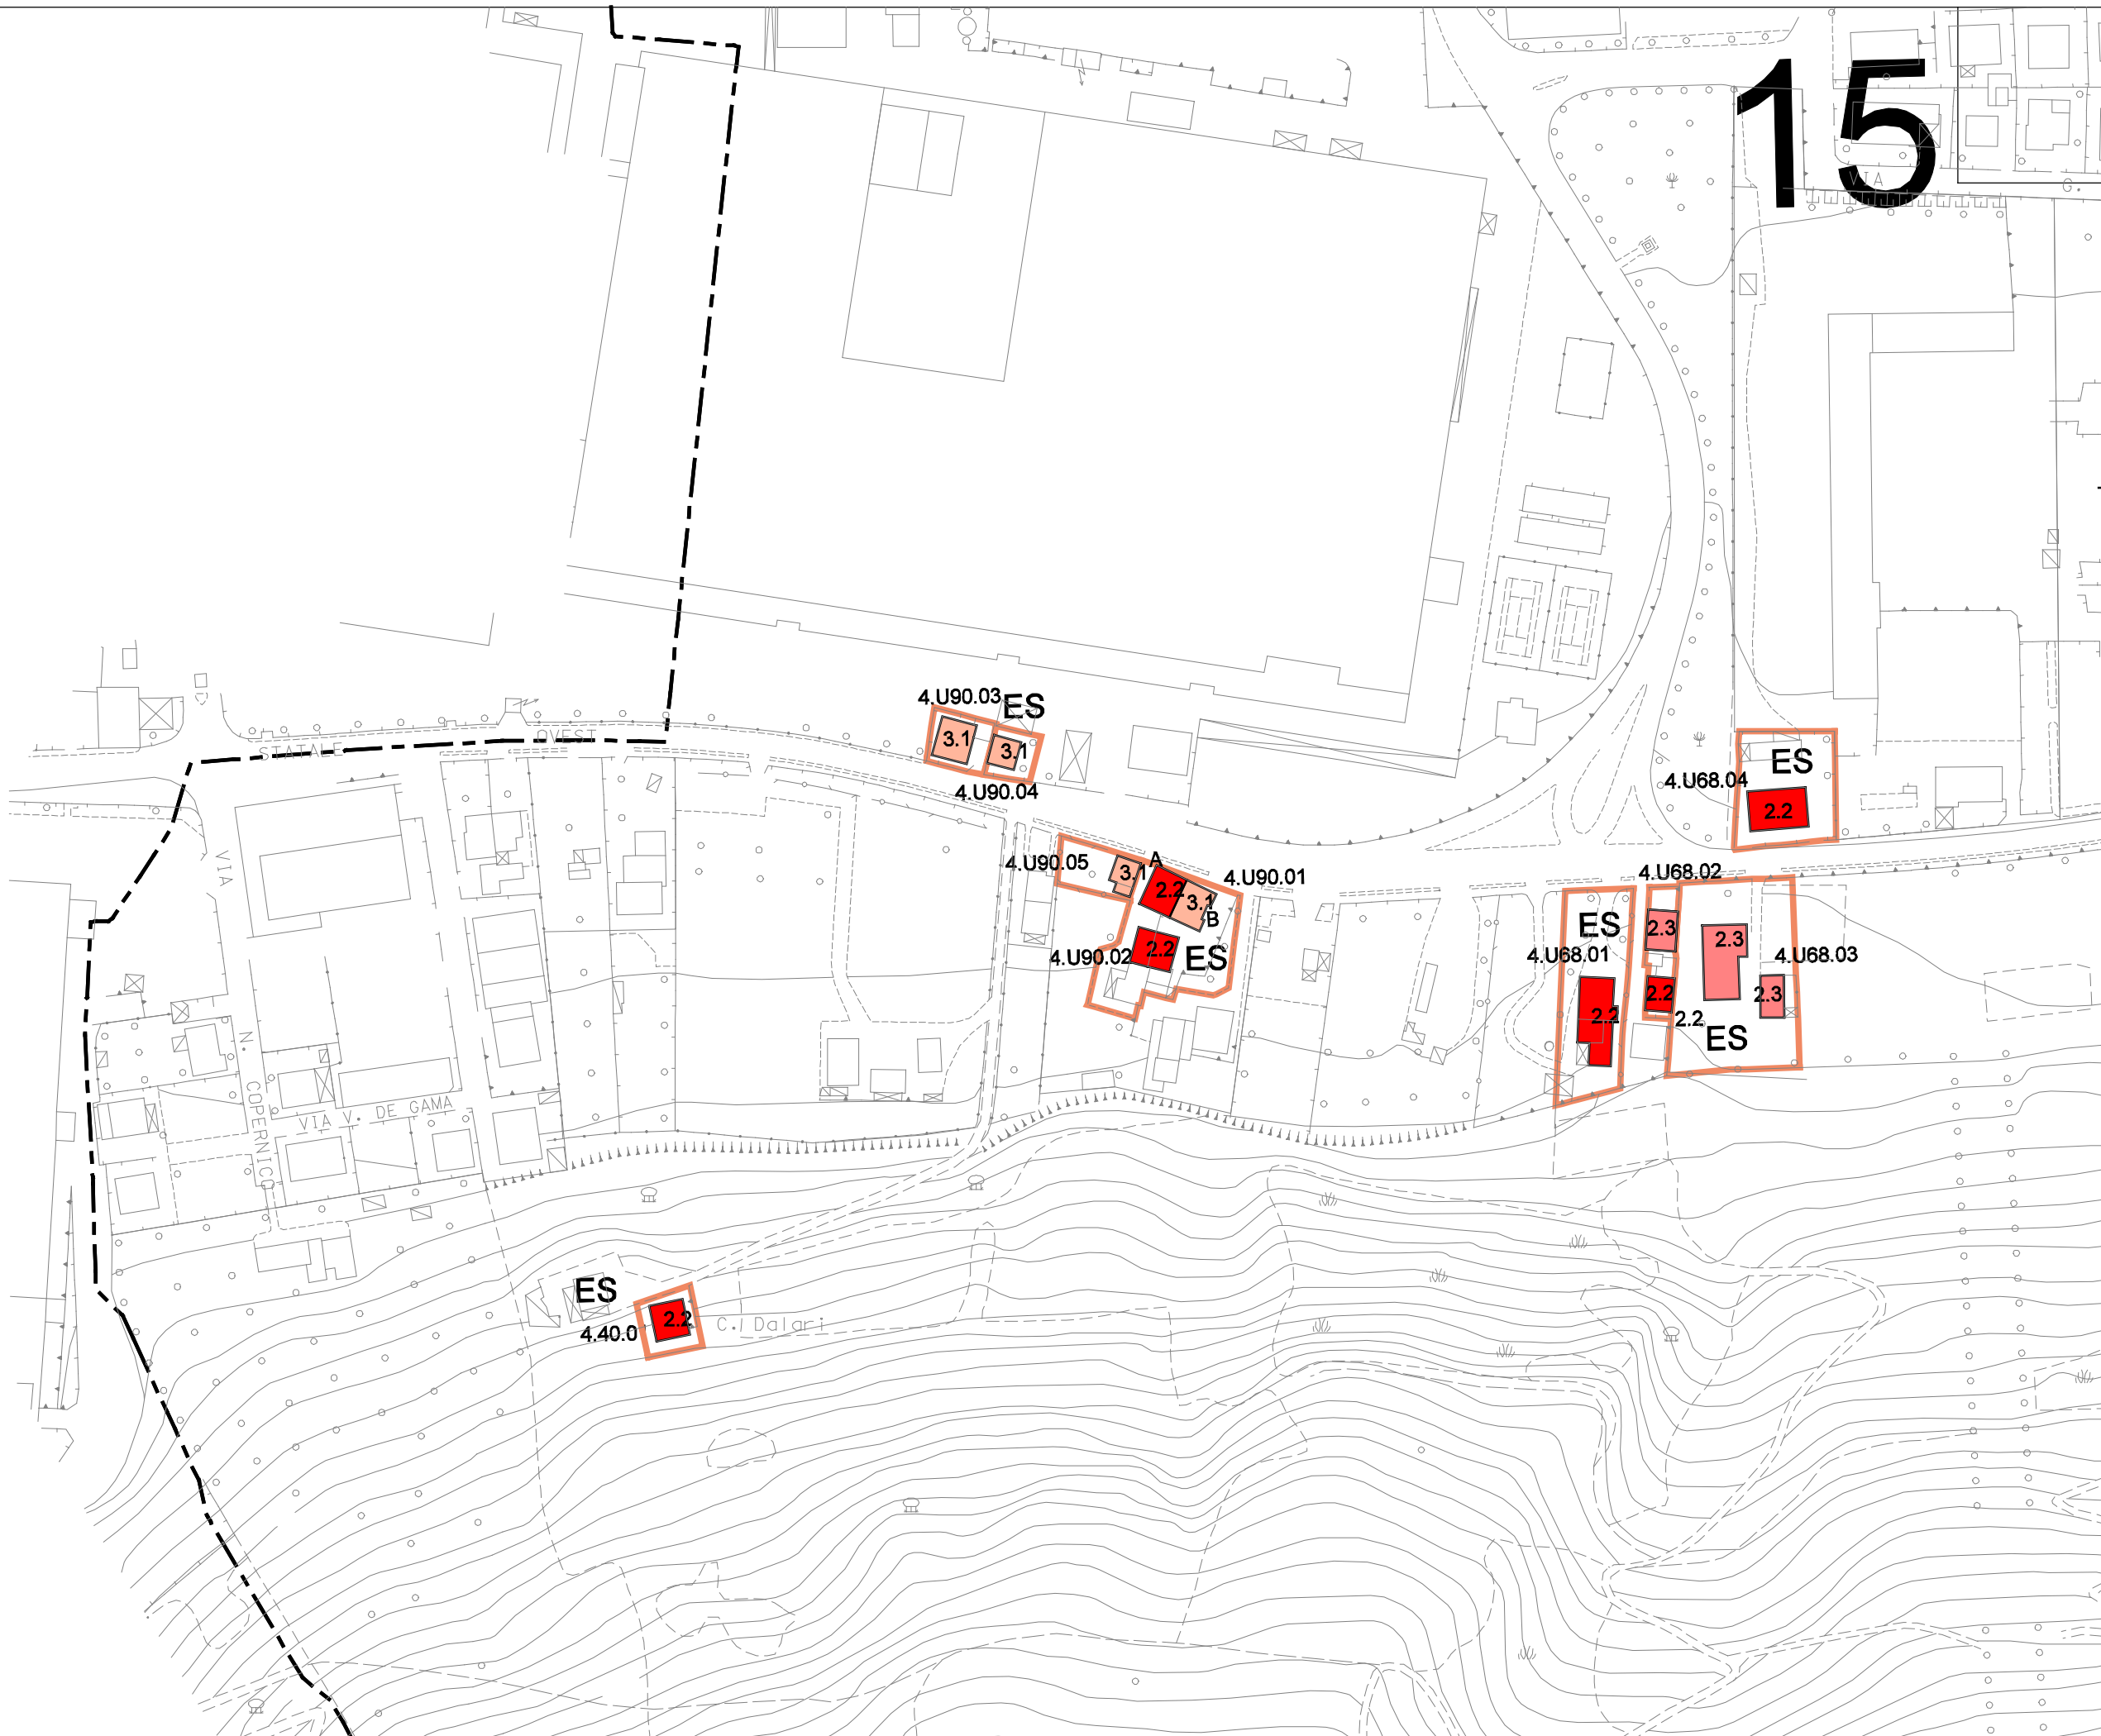 15
VIA
G.
4.U90.03
ES
3.1
3.1
4.U90.04
STATALE
OVEST
ES
4.U68.04
2.2
A
4.U90.05
3.1
4.U90.01
2.2
3.1
B
4.U90.02
2.2
ES
4.U68.02
ES
2.3
2.3
4.U68.01
4.U68.03
2.2
2.3
2.2
2.2
ES
VIA
N. COPERNICO
VIA V. DE GAMA
ES
2.2
4.40.0
C. Dalari